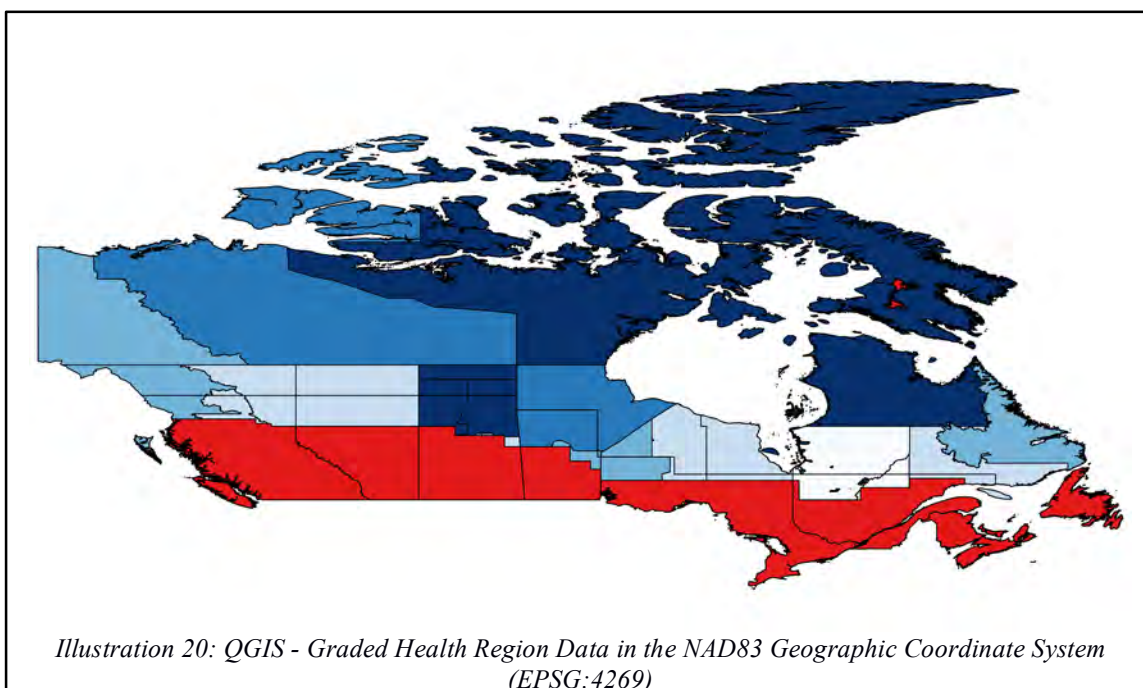 Illustration 20: QGIS - Graded Health Region Data in the NAD83 Geographic Coordinate System
(EPSG:4269)